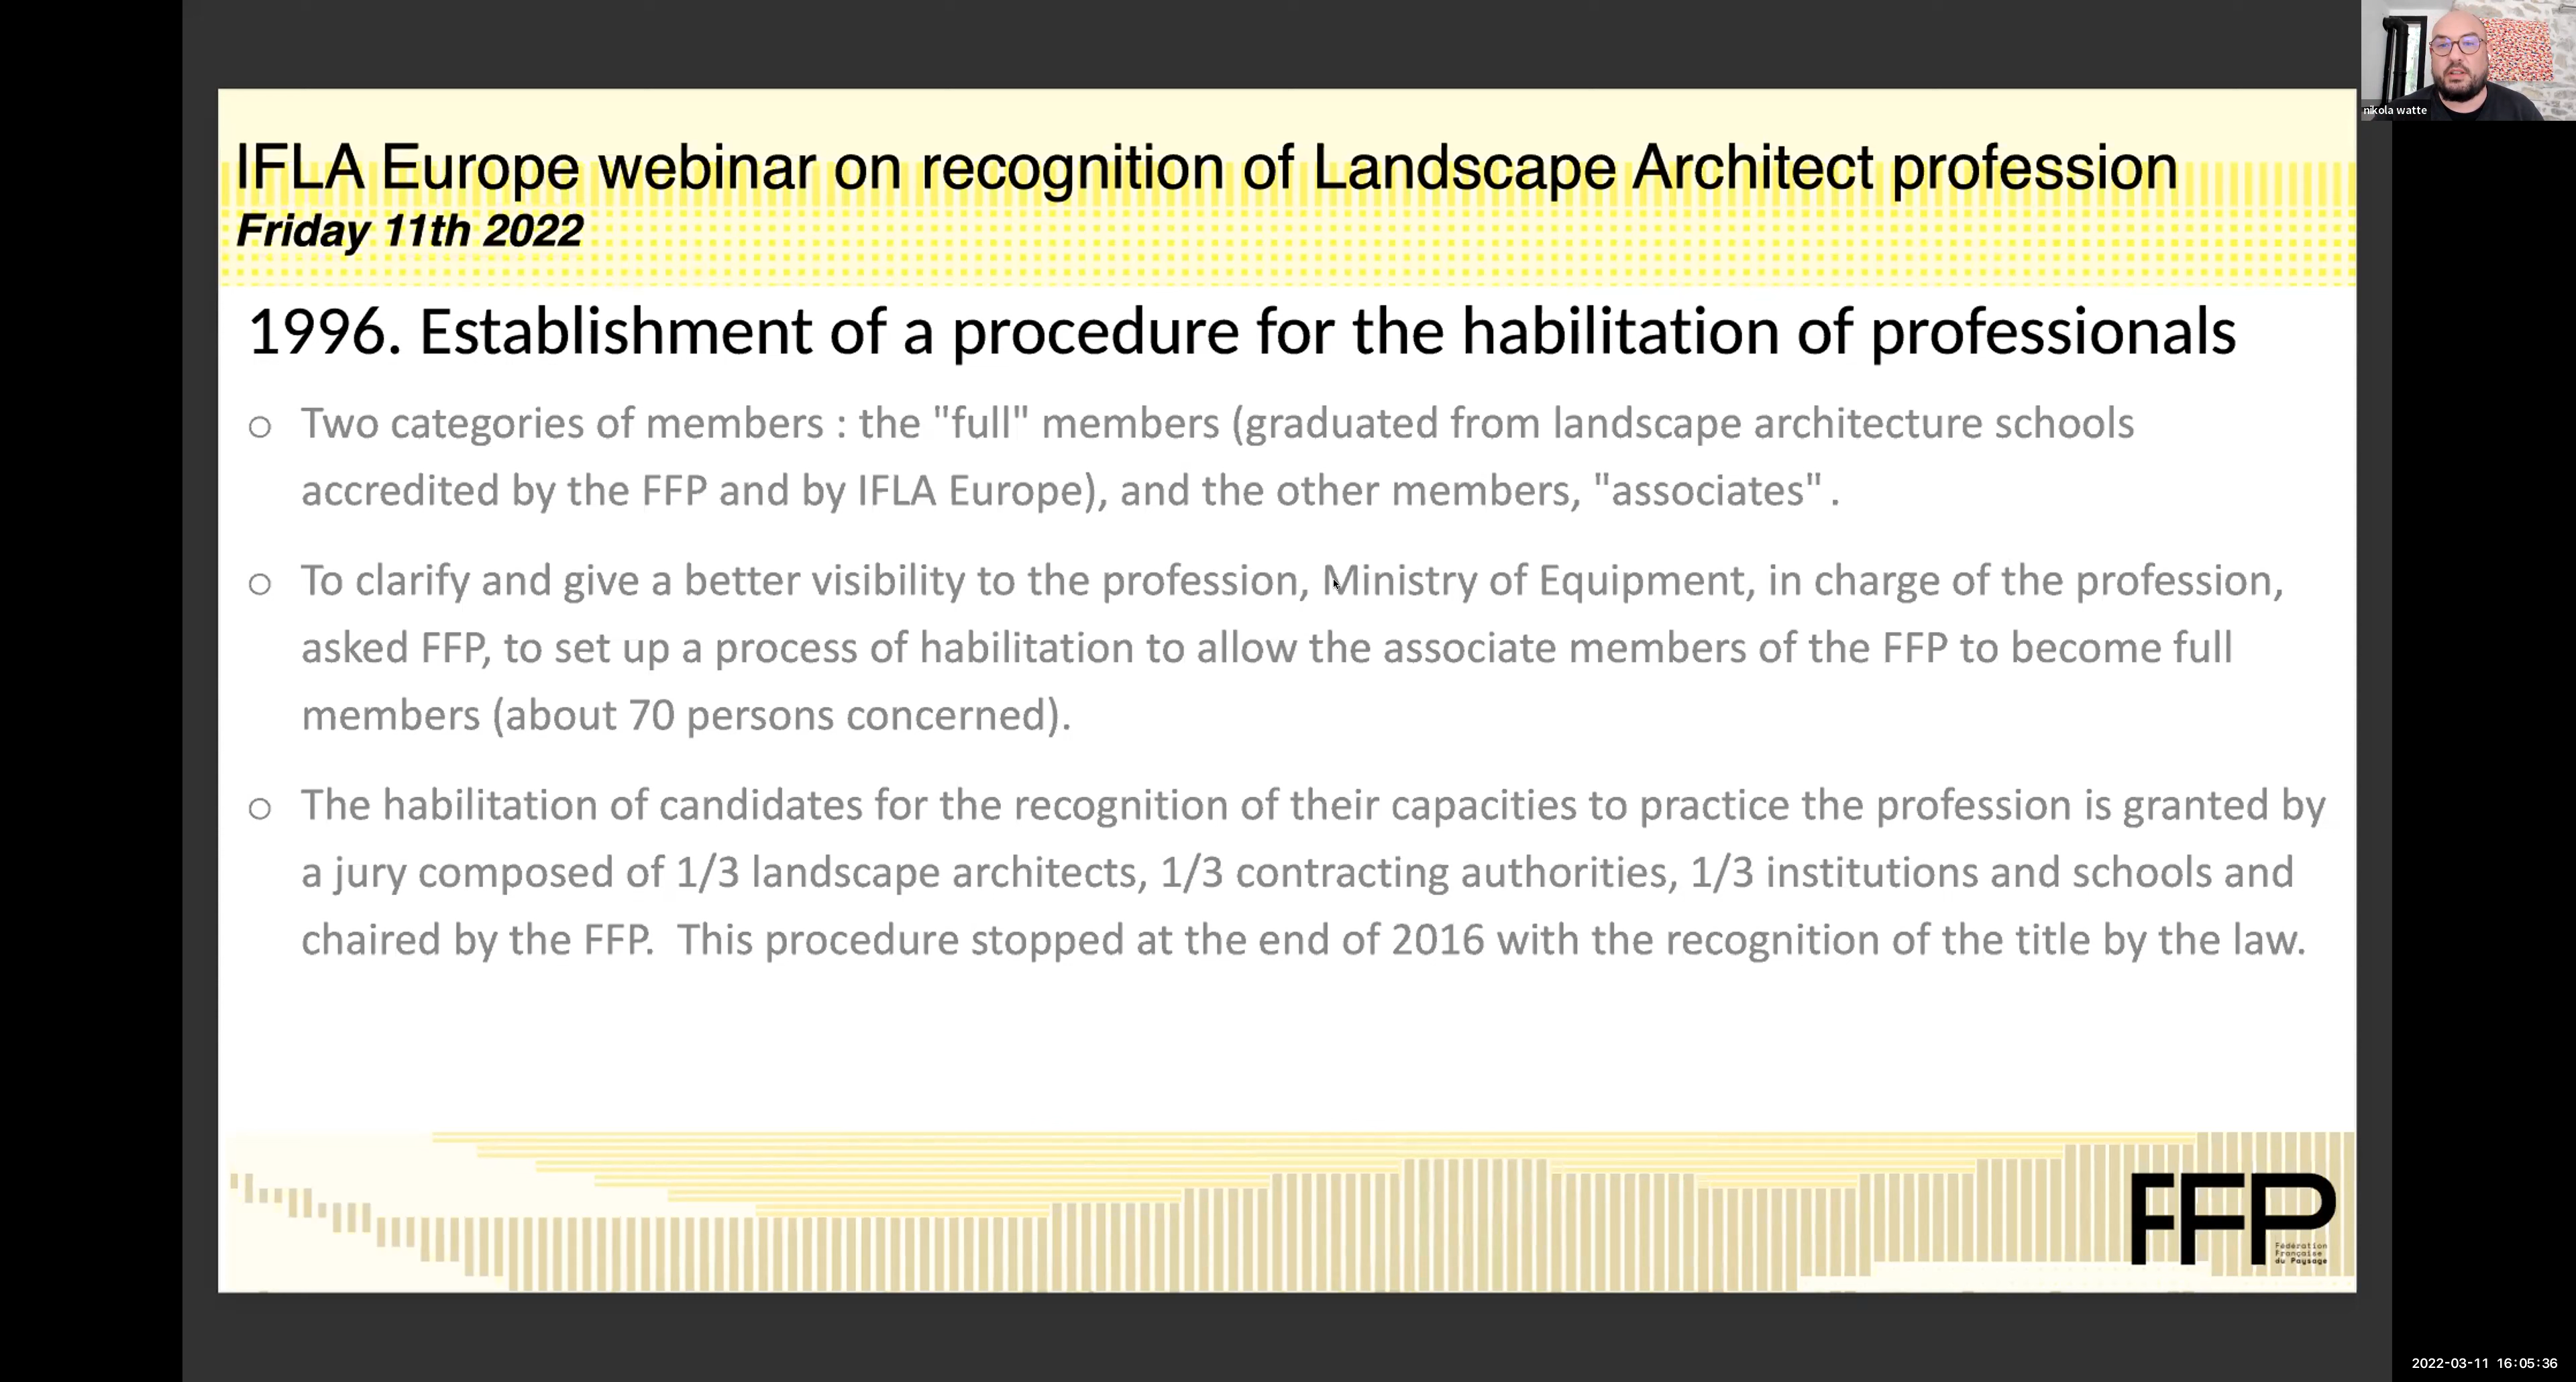 nikola watte
IFLA Europe webinar on recognition of Landscape Architect profession
Friday 11th 2022
1996. Establishment of a procedure for the habilitation of professionals
○ Two categories of members : the "full" members (graduated from landscape architecture schools
accredited by the FFP and by IFLA Europe), and the other members, "associates" .
○ To clarify and give a better visibility to the profession, Ministry of Equipment, in charge of the profession,
asked FFP, to set up a process of habilitation to allow the associate members of the FFP to become full
members (about 70 persons concerned).
○ The habilitation of candidates for the recognition of their capacities to practice the profession is granted by
a jury composed of 1/3 landscape architects, 1/3 contracting authorities, 1/3 institutions and schools and
chaired by the FFP.  This procedure stopped at the end of 2016 with the recognition of the title by the law.
FFP
Fédération
Française
du Paysage
2022-03-11 16:05:36